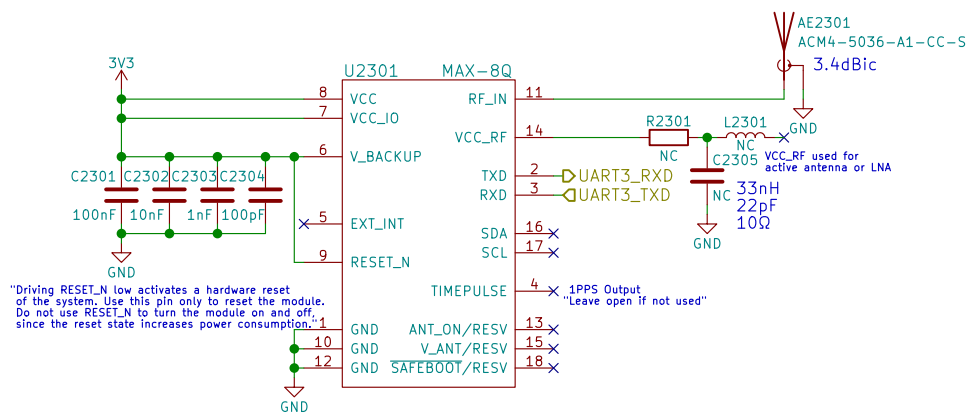 AE2301
ACM4-5036-A1-CC-S
3.4dBic
GND
3V3
U2301 MAX-8Q
8 VCC
7 VCC_IO
6 V_BACKUP
5 EXT_INT
9 RESET_N
1 GND
10 GND
12 GND
RF_IN 11
VCC_RF 14
TXD 2
RXD 3
SDA 16
SCL 17
TIMEPULSE 4
ANT_ON/RESV 13
V_ANT/RESV 15
SAFEBOOT/RESV 18
UART3_RXD
UART3_TXD
R2301
NC
L2301
NC
C2305
NC
VCC_RF used for
active antenna or LNA
33nH
22pF
10Ω
GND
C2301 C2302 C2303 C2304
100nF 10nF 1nF 100pF
GND
"Driving RESET_N low activates a hardware reset
of the system. Use this pin only to reset the module.
Do not use RESET_N to turn the module on and off,
since the reset state increases power consumption."
1PPS Output
"Leave open if not used"
GND